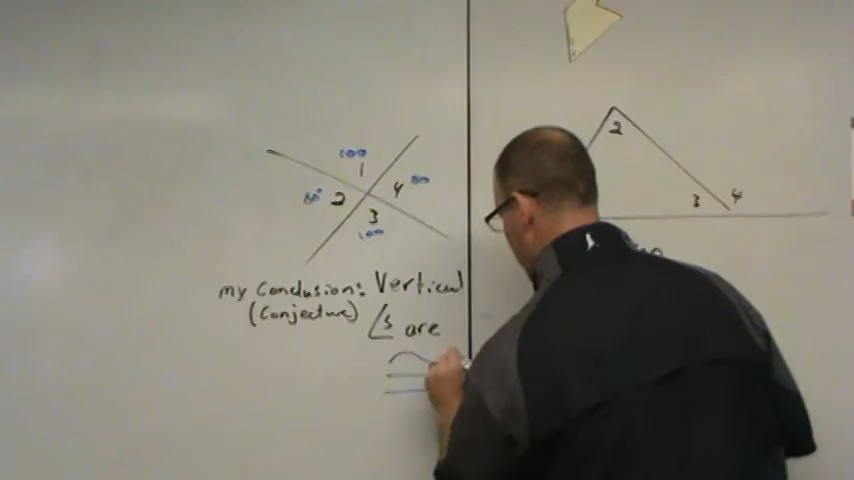 100
1
80° 2 4 80
3
100
my Conclusion: Vertical
(Conjecture) ∠s are
≅
2
3 4